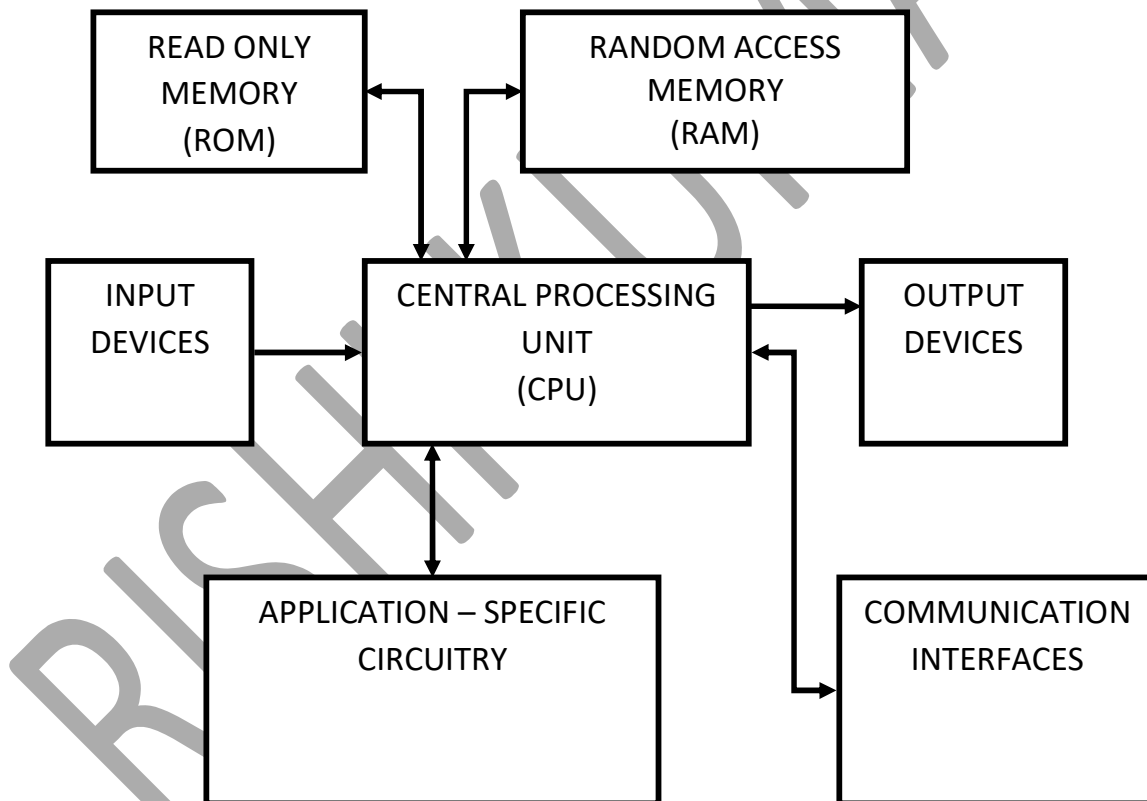 READ ONLY
MEMORY
(ROM)
RANDOM ACCESS
MEMORY
(RAM)
INPUT
DEVICES
CENTRAL PROCESSING
UNIT
(CPU)
OUTPUT
DEVICES
APPLICATION – SPECIFIC
CIRCUITRY
COMMUNICATION
INTERFACES
RISHI